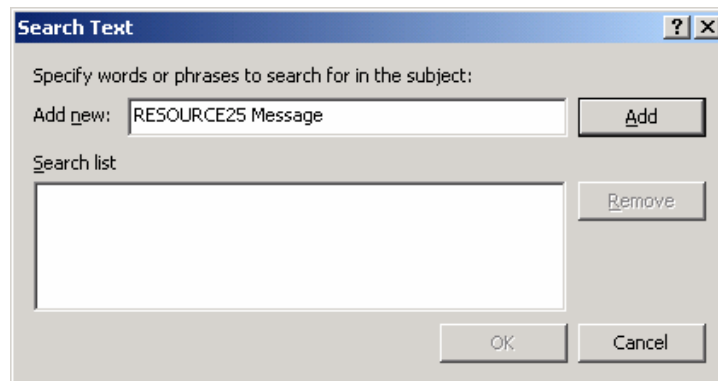 Search Text
Specify words or phrases to search for in the subject:
Add new: RESOURCE25 Message Add
Search list
Remove
OK Cancel